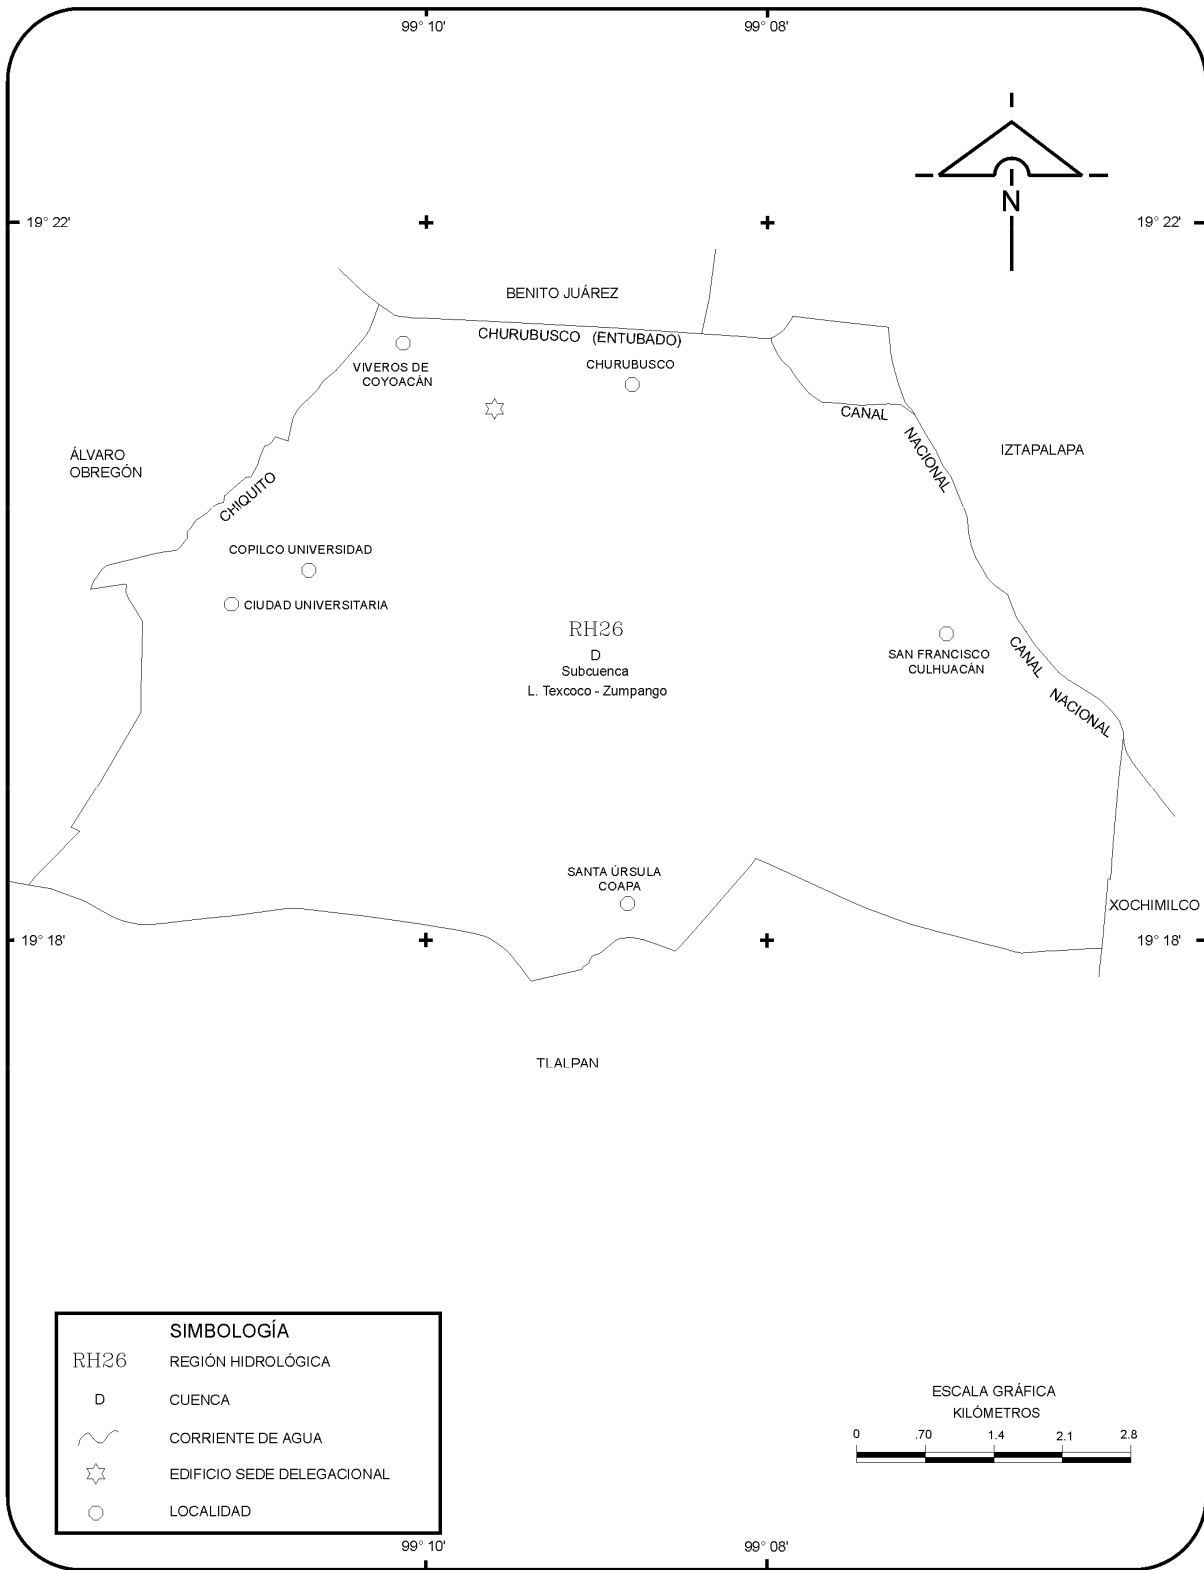 99° 10'
99° 08'
N
19° 22'
19° 22'
BENITO JUÁREZ
CHURUBUSCO (ENTUBADO)
VIVEROS DE
COYOACÁN
CHURUBUSCO
CANAL
NACIONAL
IZTAPALAPA
ÁLVARO
OBREGÓN
CHIQUITO
COPILCO UNIVERSIDAD
CIUDAD UNIVERSITARIA
RH26
D
Subcuenca
L. Texcoco - Zumpango
SAN FRANCISCO
CULHUACÁN
CANAL
NACIONAL
SANTA ÚRSULA
COAPA
XOCHIMILCO
19° 18'
19° 18'
TLALPAN
SIMBOLOGÍA
RH26 REGIÓN HIDROLÓGICA
D CUENCA
CORRIENTE DE AGUA
EDIFICIO SEDE DELEGACIONAL
LOCALIDAD
ESCALA GRÁFICA
KILÓMETROS
0 .70 1.4 2.1 2.8
99° 10'
99° 08'